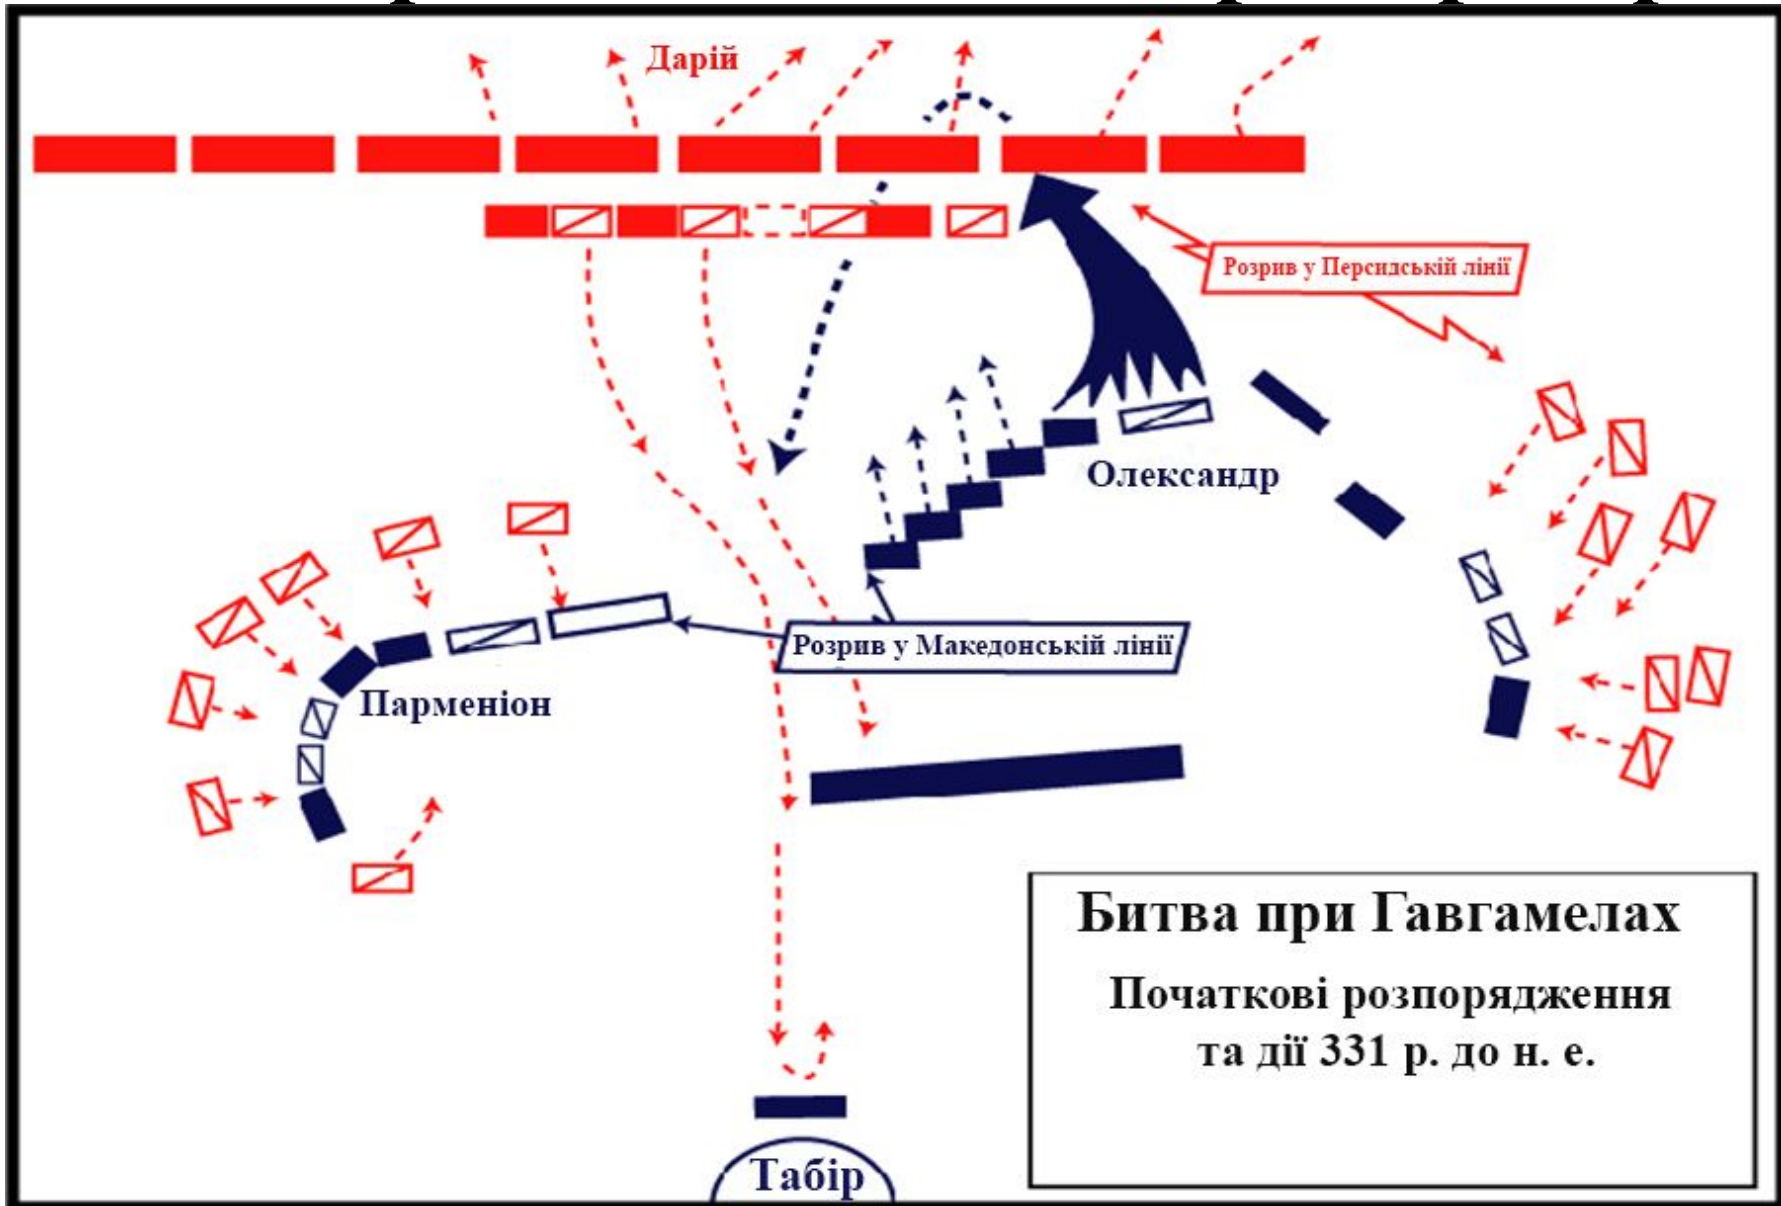 Дарій
Розрив у Персидській лінії
Олександр
Розрив у Македонській лінії
Парменіон
Битва при Гавгамелах
Початкові розпорядження
та дії 331 р. до н. е.
Табір